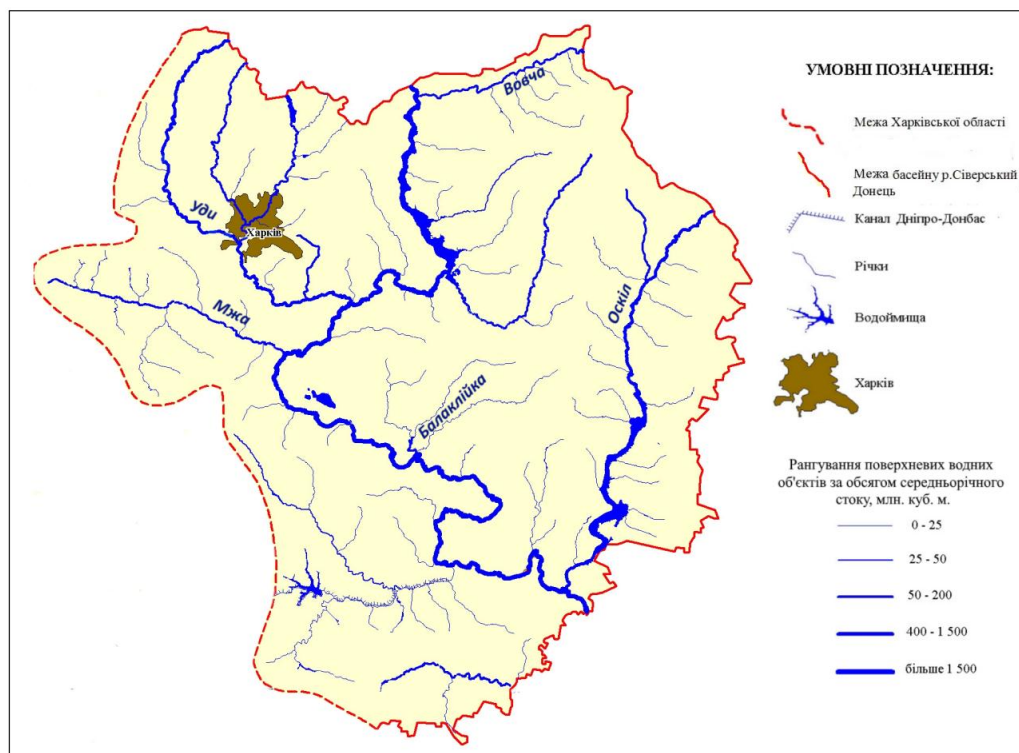 Вовча
Уди
Харків
Мжа
Оскіл
Балаклійка
УМОВНІ ПОЗНАЧЕННЯ:
Межа Харківської області
Межа басейну р.Сіверський
Донець
Канал Дніпро-Донбас
Річки
Водоймища
Харків
Рангування поверхневих водних
об'єктів за обсягом середньорічного
стоку, млн. куб. м.
0 - 25
25 - 50
50 - 200
400 - 1 500
більше 1 500